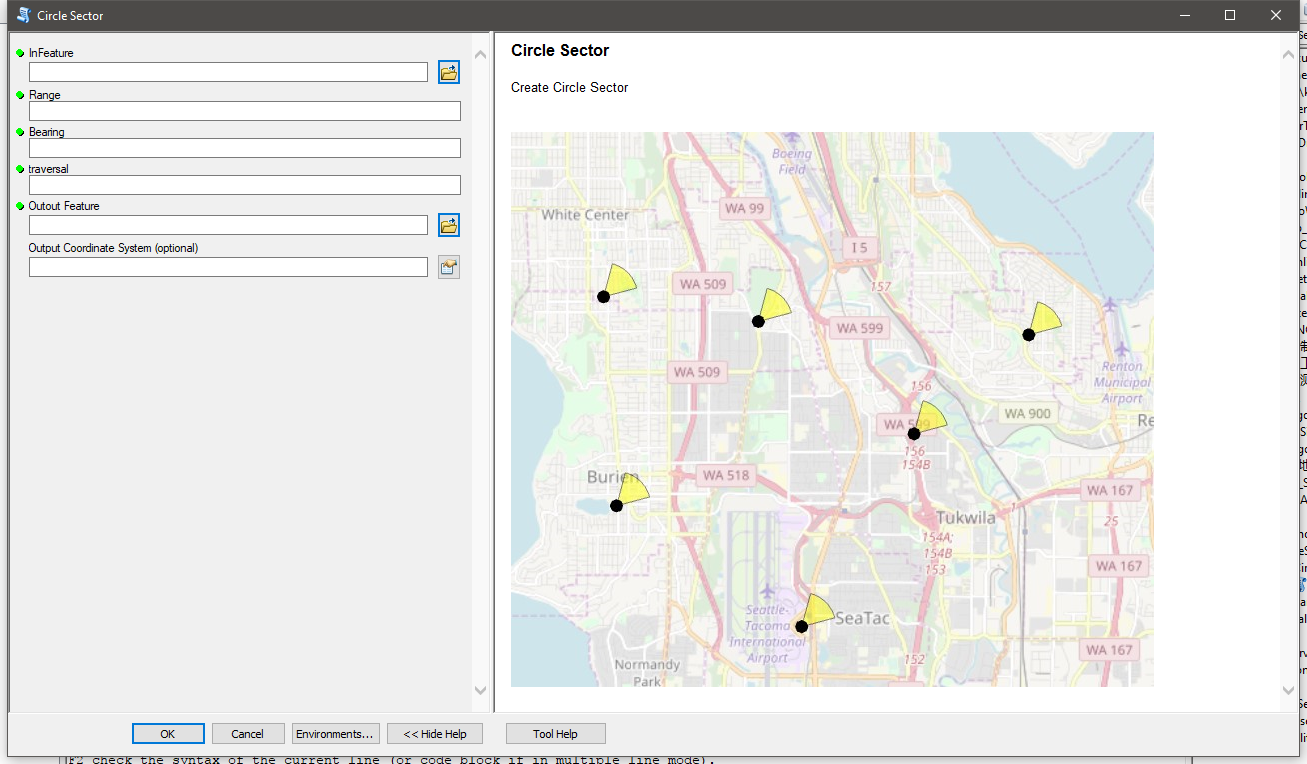 Circle Sector
InFeature
Range
Bearing
traversal
Outout Feature
Output Coordinate System (optional)
Circle Sector
Create Circle Sector
Boeing
Field
White Center
WA 99
I 5
157
WA 509
WA 599
WA 509
156
Renton
Municipal
Airport
WA 900
WA 599
Re
156
154B
Burien
WA 518
WA 167
1
Tukwila
25
154A;
154B
153
WA 167
Seattle-
Tacoma
International
Airport
SeaTac
152
WA 167
Normandy
Park
OK
Cancel
Environments...
<< Hide Help
Tool Help
F2 check the syntax of the current line (or code block if in multiple line mode).